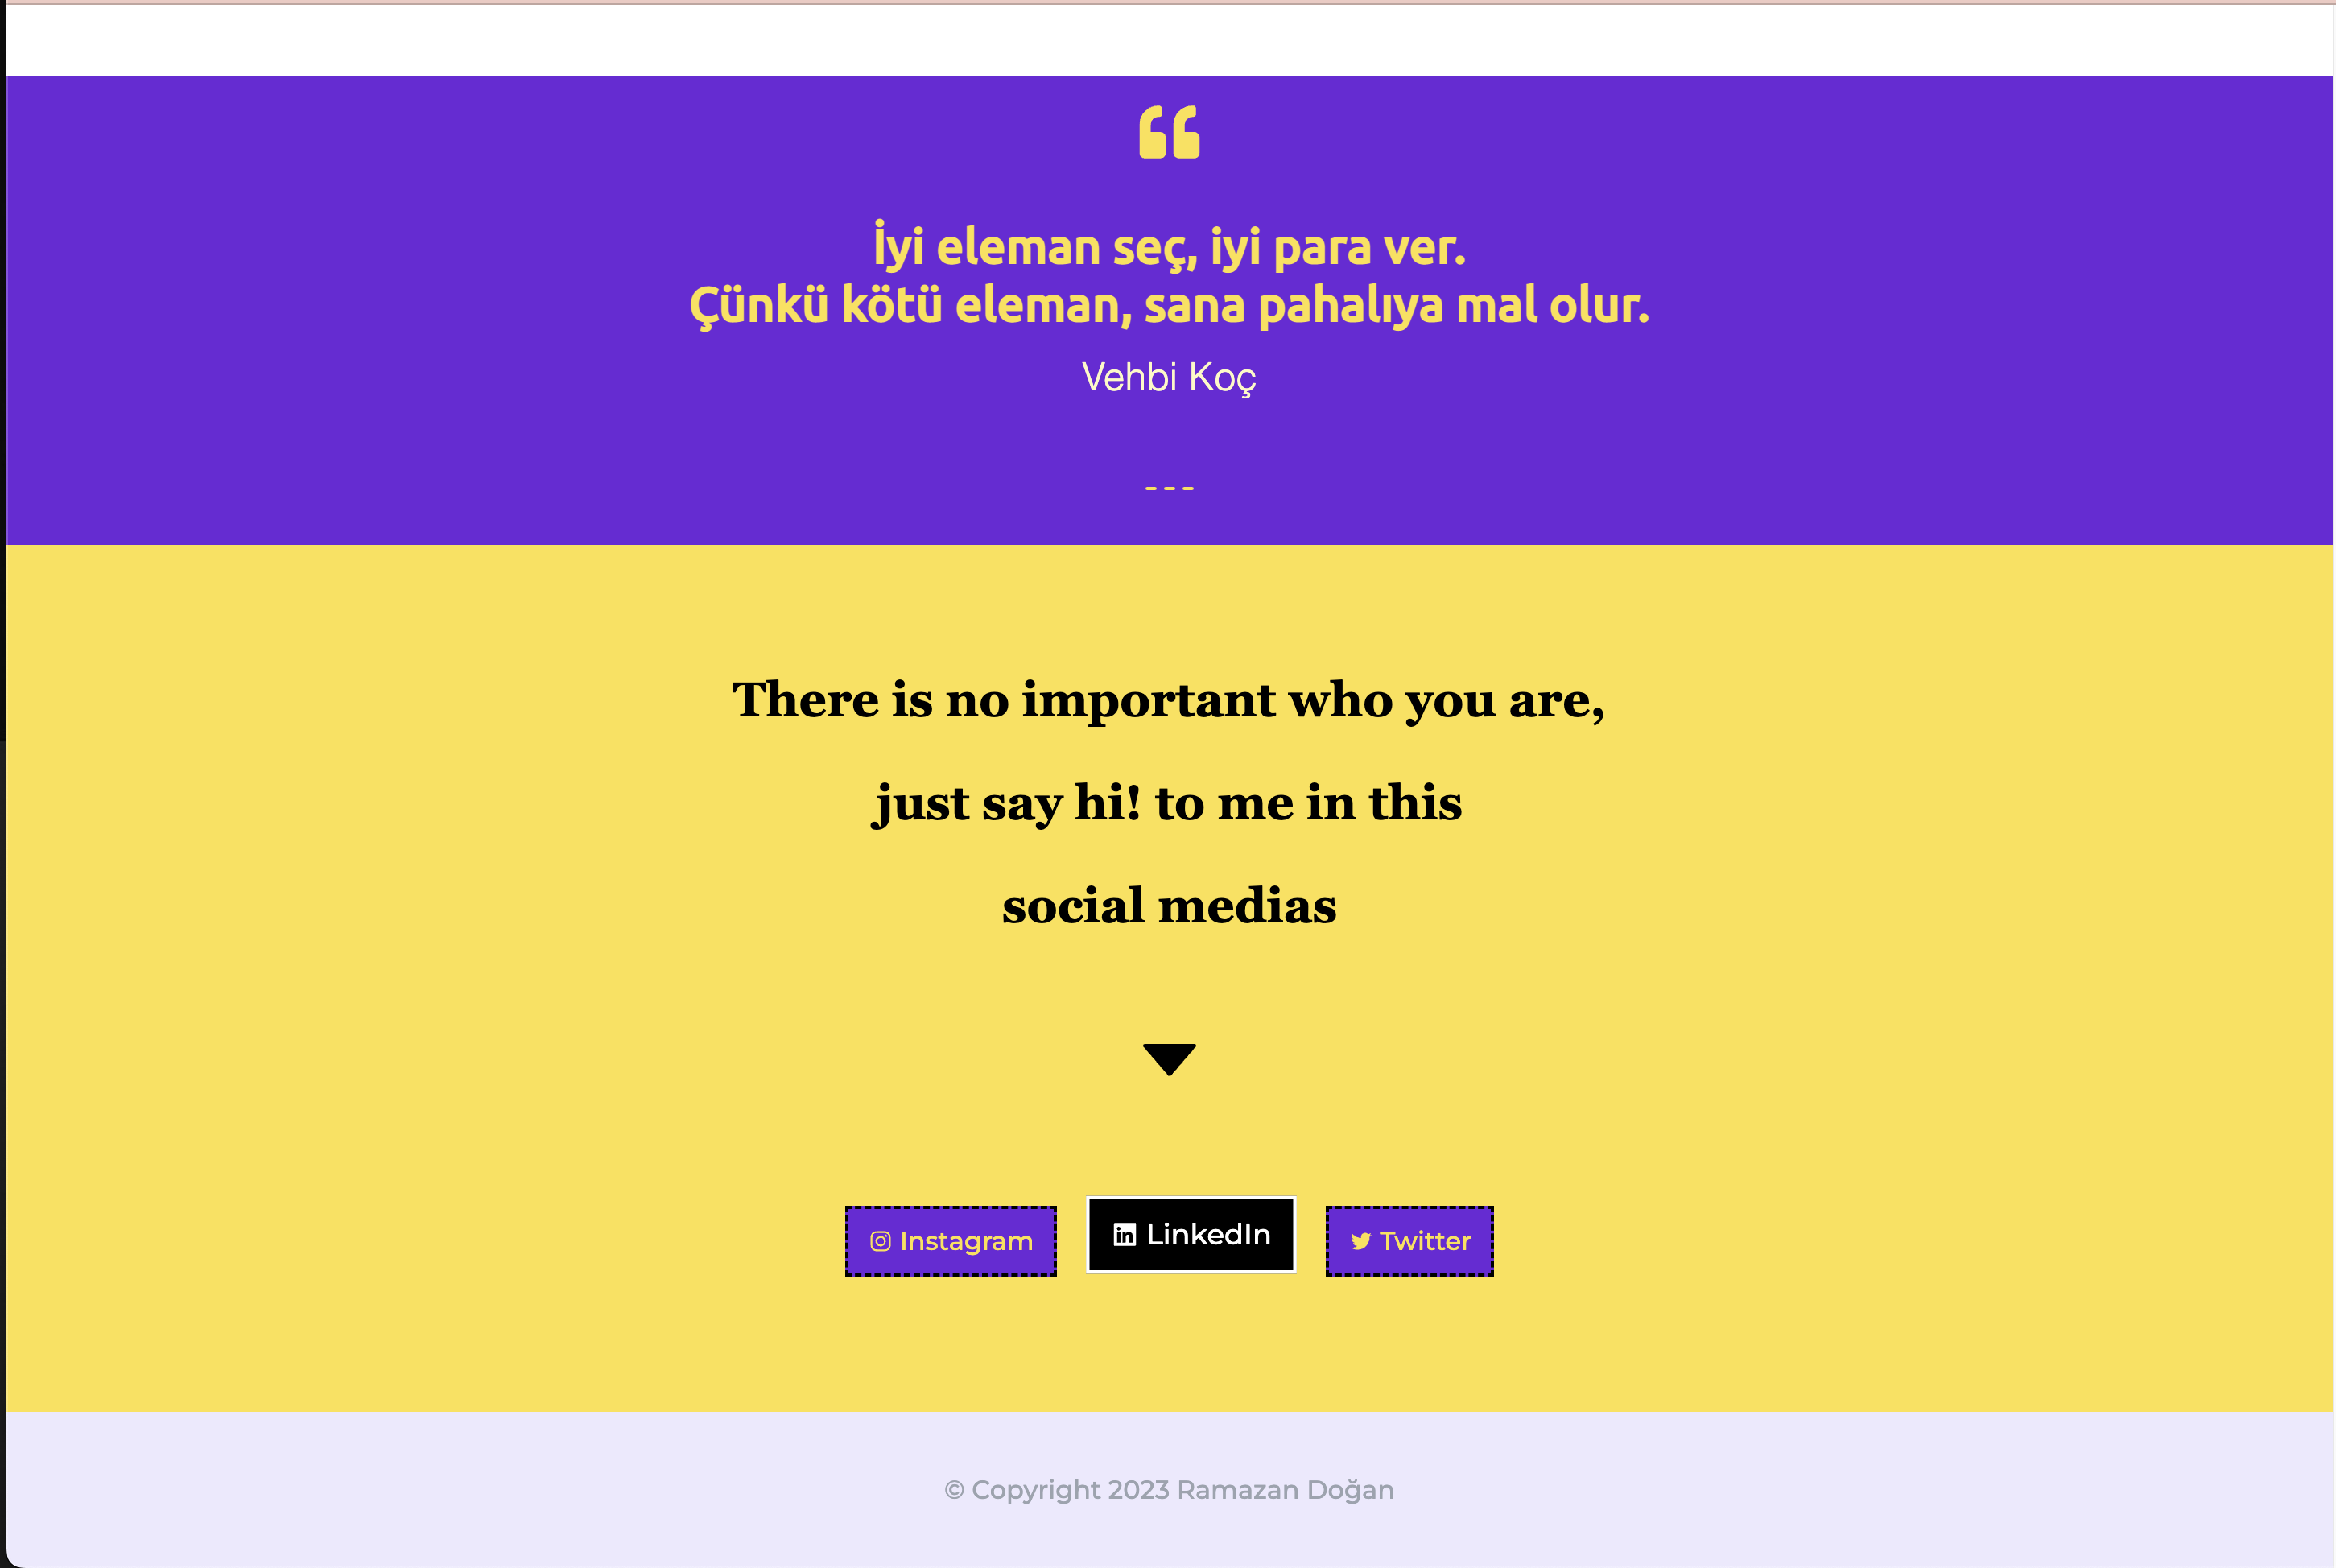 İyi eleman seç, iyi para ver.
Çünkü kötü eleman, sana pahalıya mal olur.
Vehbi Koç
There is no important who you are,
just say hi! to me in this
social medias
Instagram
LinkedIn
Twitter
© Copyright 2023 Ramazan Doğan